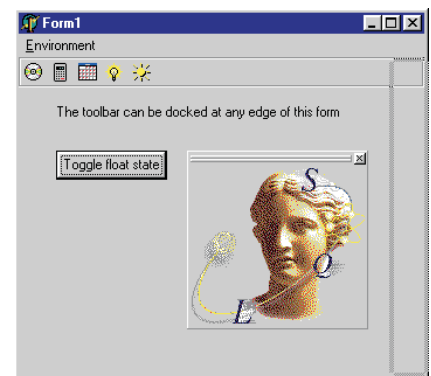 Form1
Environment
The toolbar can be docked at any edge of this form
Toggle float state
S
Q
L